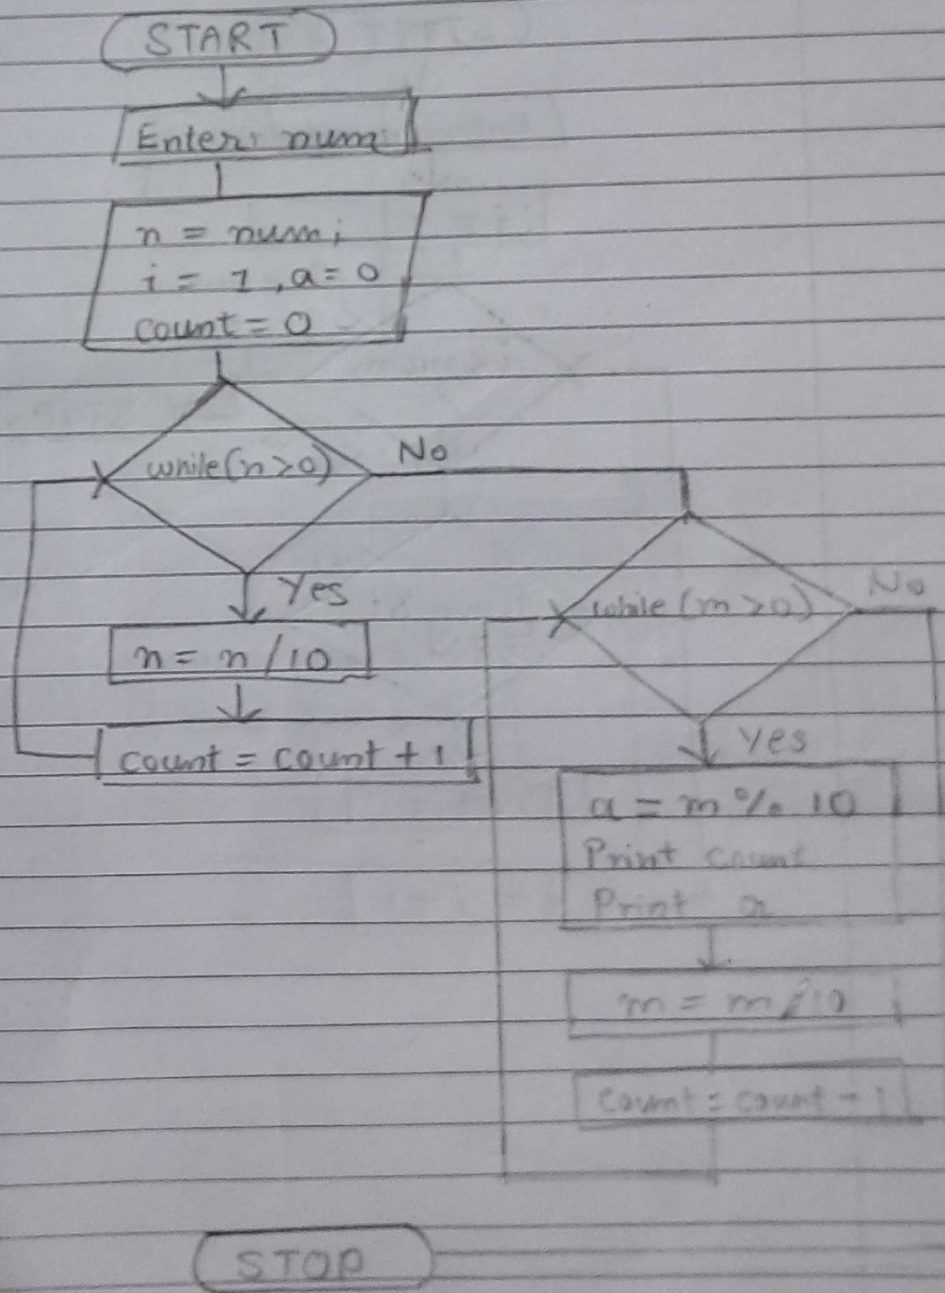 START
Enter num
n = num;
i = 1, a = 0
count = 0
while(n>0)
No
Yes
n = n/10
count = count + 1
while(m>0)
No
Yes
a = m % 10
Print count
Print a
m = m/10
count = count - 1
STOP